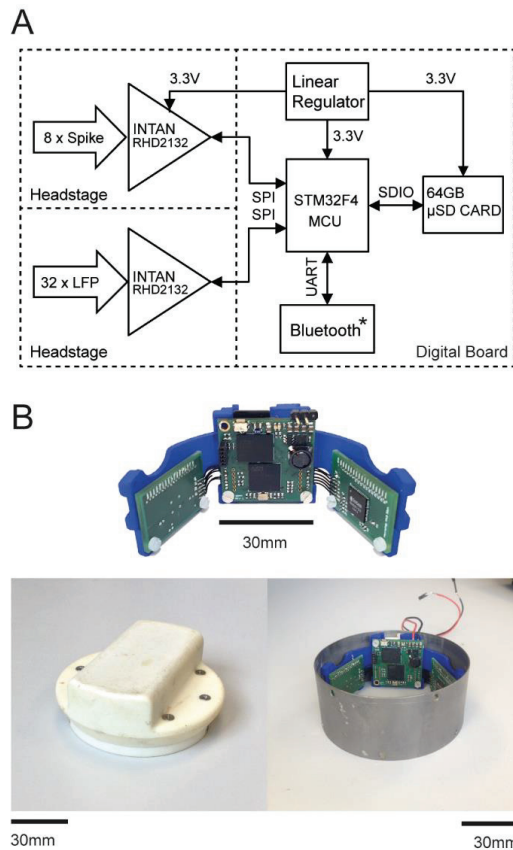 A
3.3V
Linear
Regulator
3.3V
INTAN
RHD2132
8 x Spike
3.3V
Headstage
SPI
SPI
STM32F4
MCU
SDIO
64GB
µSD CARD
INTAN
RHD2132
32 x LFP
UART
Bluetooth*
Headstage
Digital Board
B
30mm
30mm
30mm